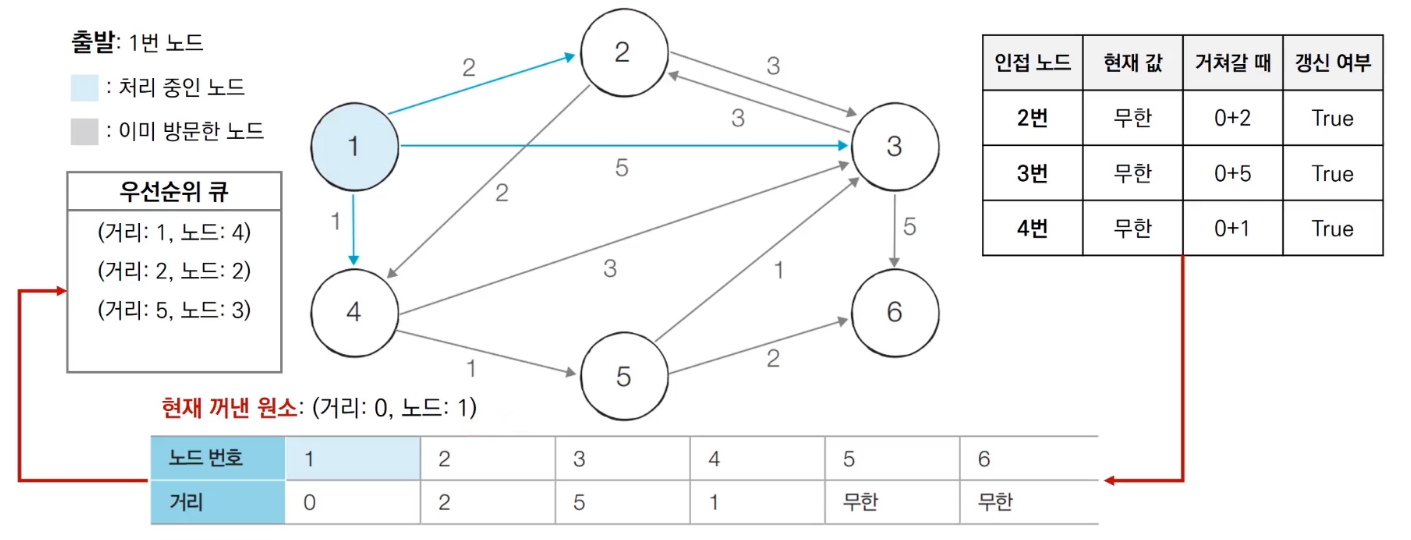 출발: 1번 노드
: 처리 중인 노드
: 이미 방문한 노드
우선순위 큐
(거리: 1, 노드: 4)
(거리: 2, 노드: 2)
(거리: 5, 노드: 3)
1
2
3
4
5
6
2
5
1
3
3
2
3
1
1
2
5
인접 노드 현재 값 거쳐갈 때 갱신 여부
2번 무한 0+2 True
3번 무한 0+5 True
4번 무한 0+1 True
현재 꺼낸 원소: (거리: 0, 노드: 1)
노드 번호 1 2 3 4 5 6
거리 0 2 5 1 무한 무한